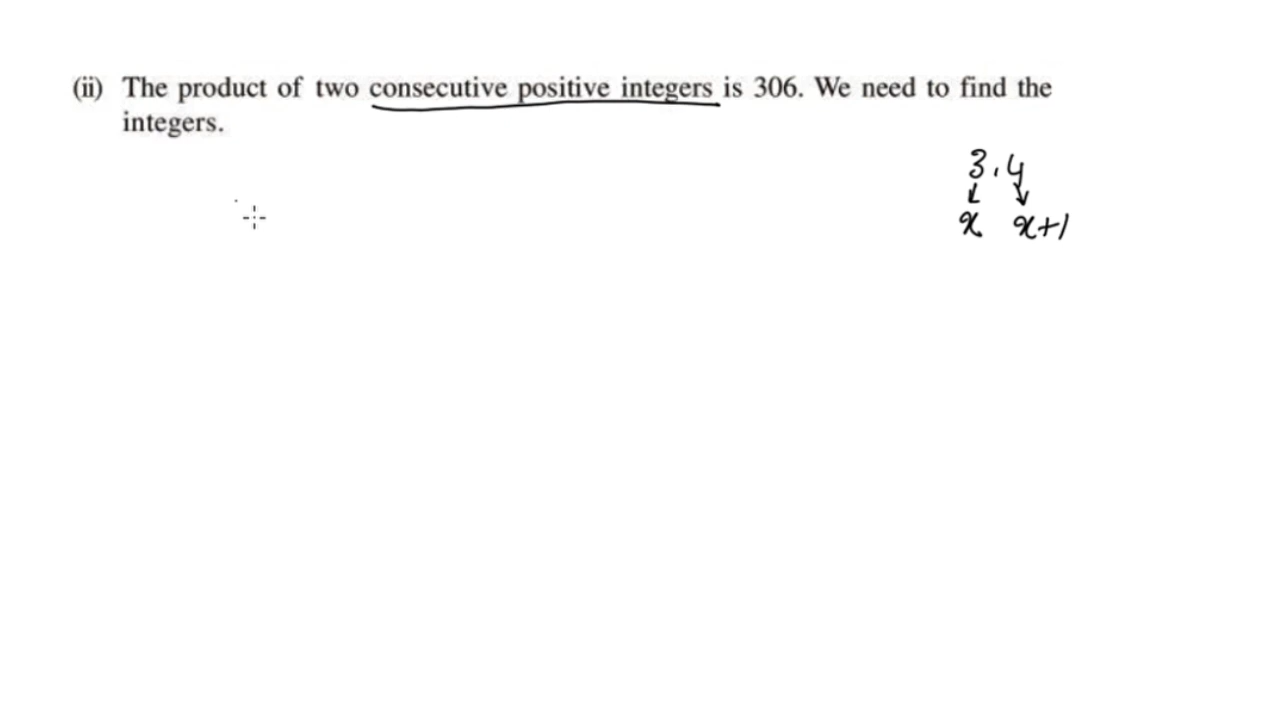 (ii) The product of two consecutive positive integers is 306. We need to find the
integers.
3,4
x x+1